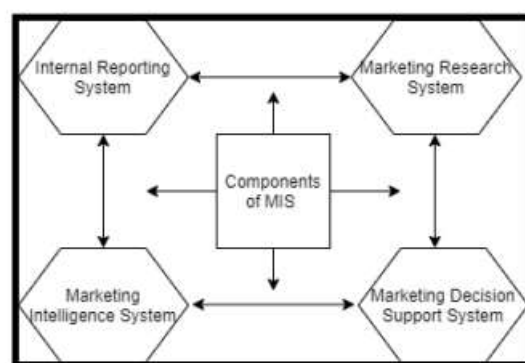 Internal Reporting
System
Marketing Research
System
Components
of MIS
Marketing
Intelligence System
Marketing Decision
Support System